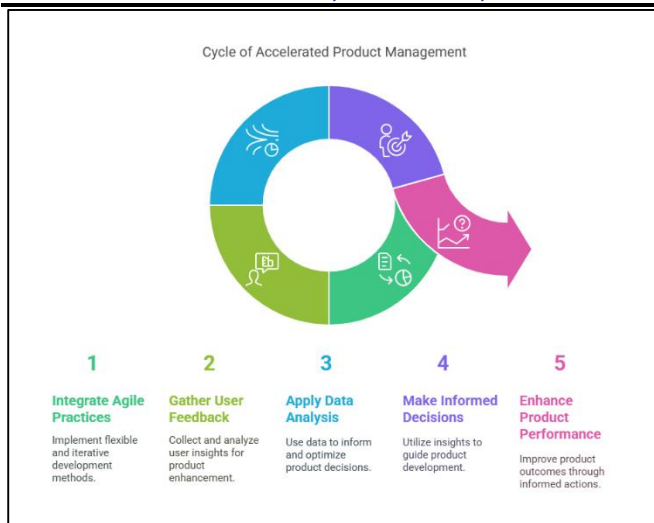 Cycle of Accelerated Product Management
1
Integrate Agile
Practices
Implement flexible
and iterative
development
methods.
2
Gather User
Feedback
Collect and analyze
user insights for
product
enhancement.
3
Apply Data
Analysis
Use data to inform
and optimize
product decisions.
4
Make Informed
Decisions
Utilize insights to
guide product
development.
5
Enhance
Product
Performance
Improve product
outcomes through
informed actions.